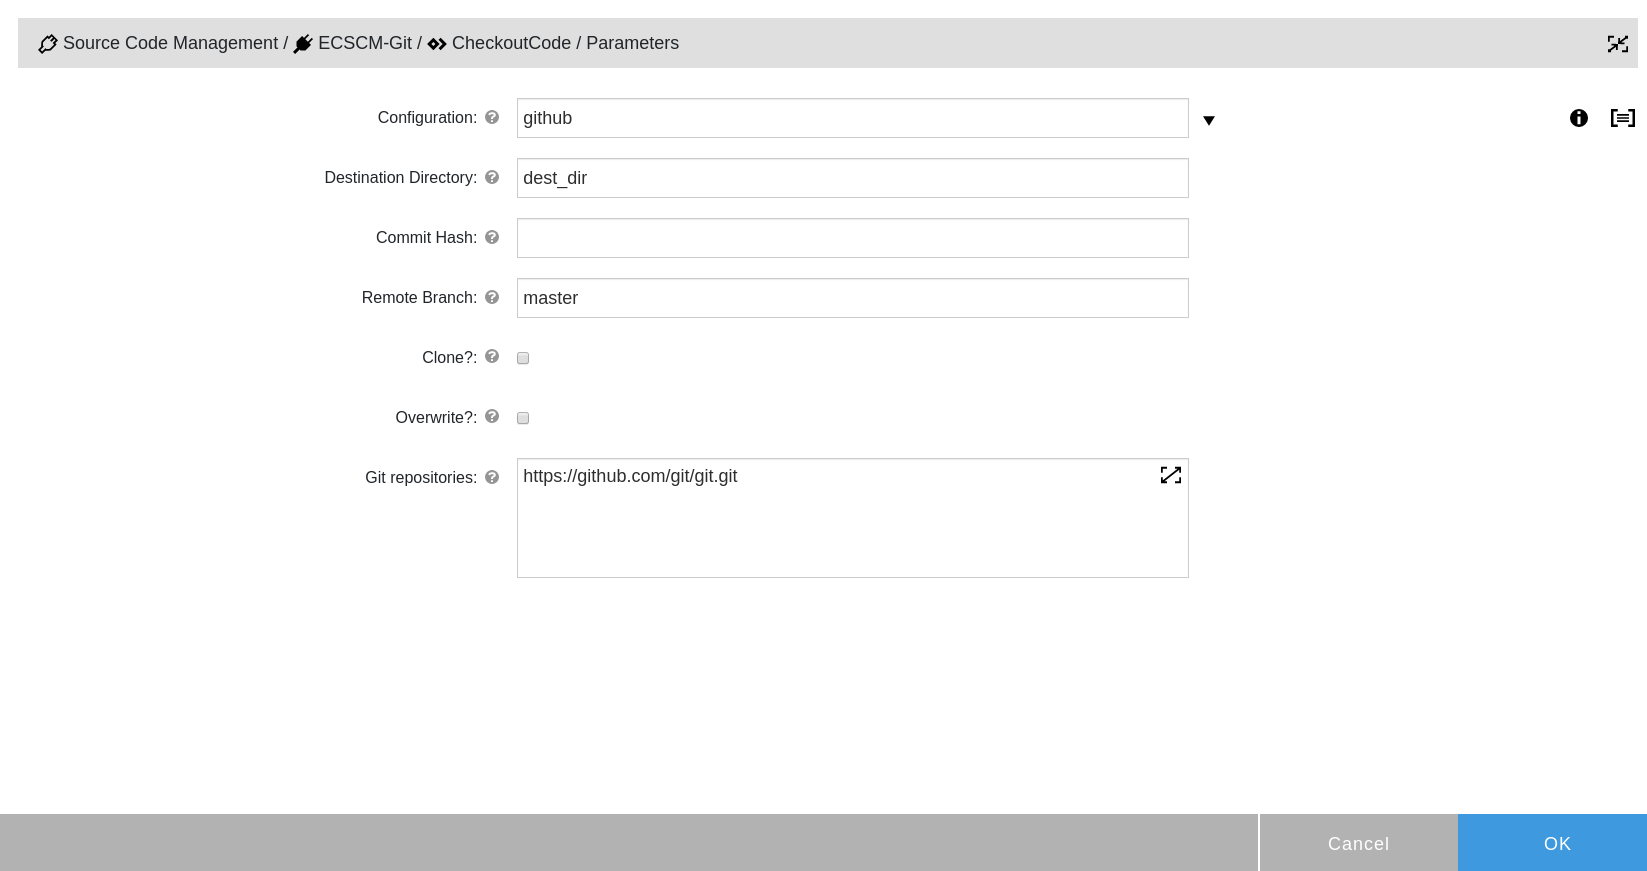 Source Code Management / ECSCM-Git / CheckoutCode / Parameters
Configuration: github
Destination Directory: dest_dir
Commit Hash:
Remote Branch: master
Clone?:
Overwrite?:
Git repositories: https://github.com/git/git.git
Cancel OK